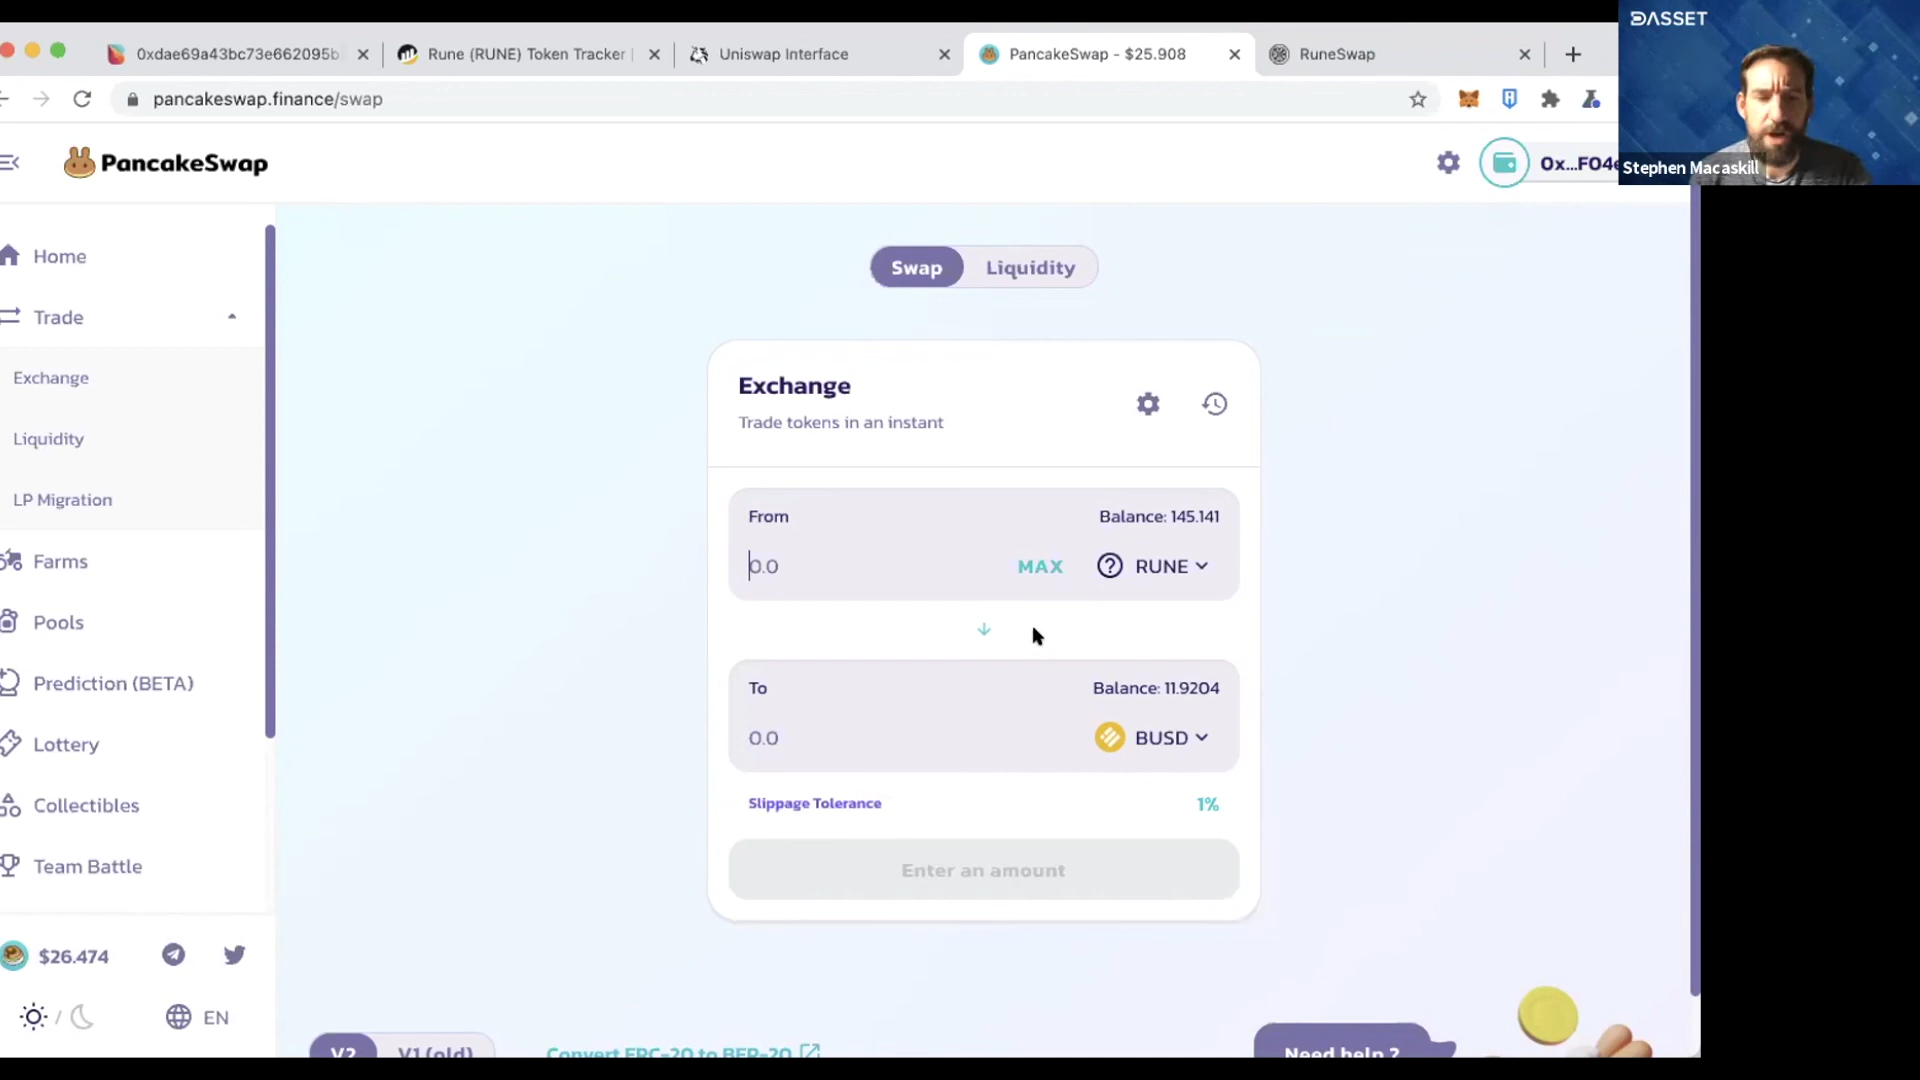 DASSET
0xdae69a43bc73e662095b
Rune (RUNE) Token Tracker
Uniswap Interface
PancakeSwap - $25.908
RuneSwap
pancakeswap.finance/swap
PancakeSwap
0x...F04e
Stephen Macaskill
Home
Trade
Exchange
Liquidity
LP Migration
Farms
Pools
Prediction (BETA)
Lottery
Collectibles
Team Battle
$26.474
/
EN
Swap
Liquidity
Exchange
Trade tokens in an instant
From
Balance: 145.141
0.0
MAX
RUNE
To
Balance: 11.9204
0.0
BUSD
Slippage Tolerance
1%
Enter an amount
V2
V1 (old)
Convert ERC-20 to BEP-20
Need help ?